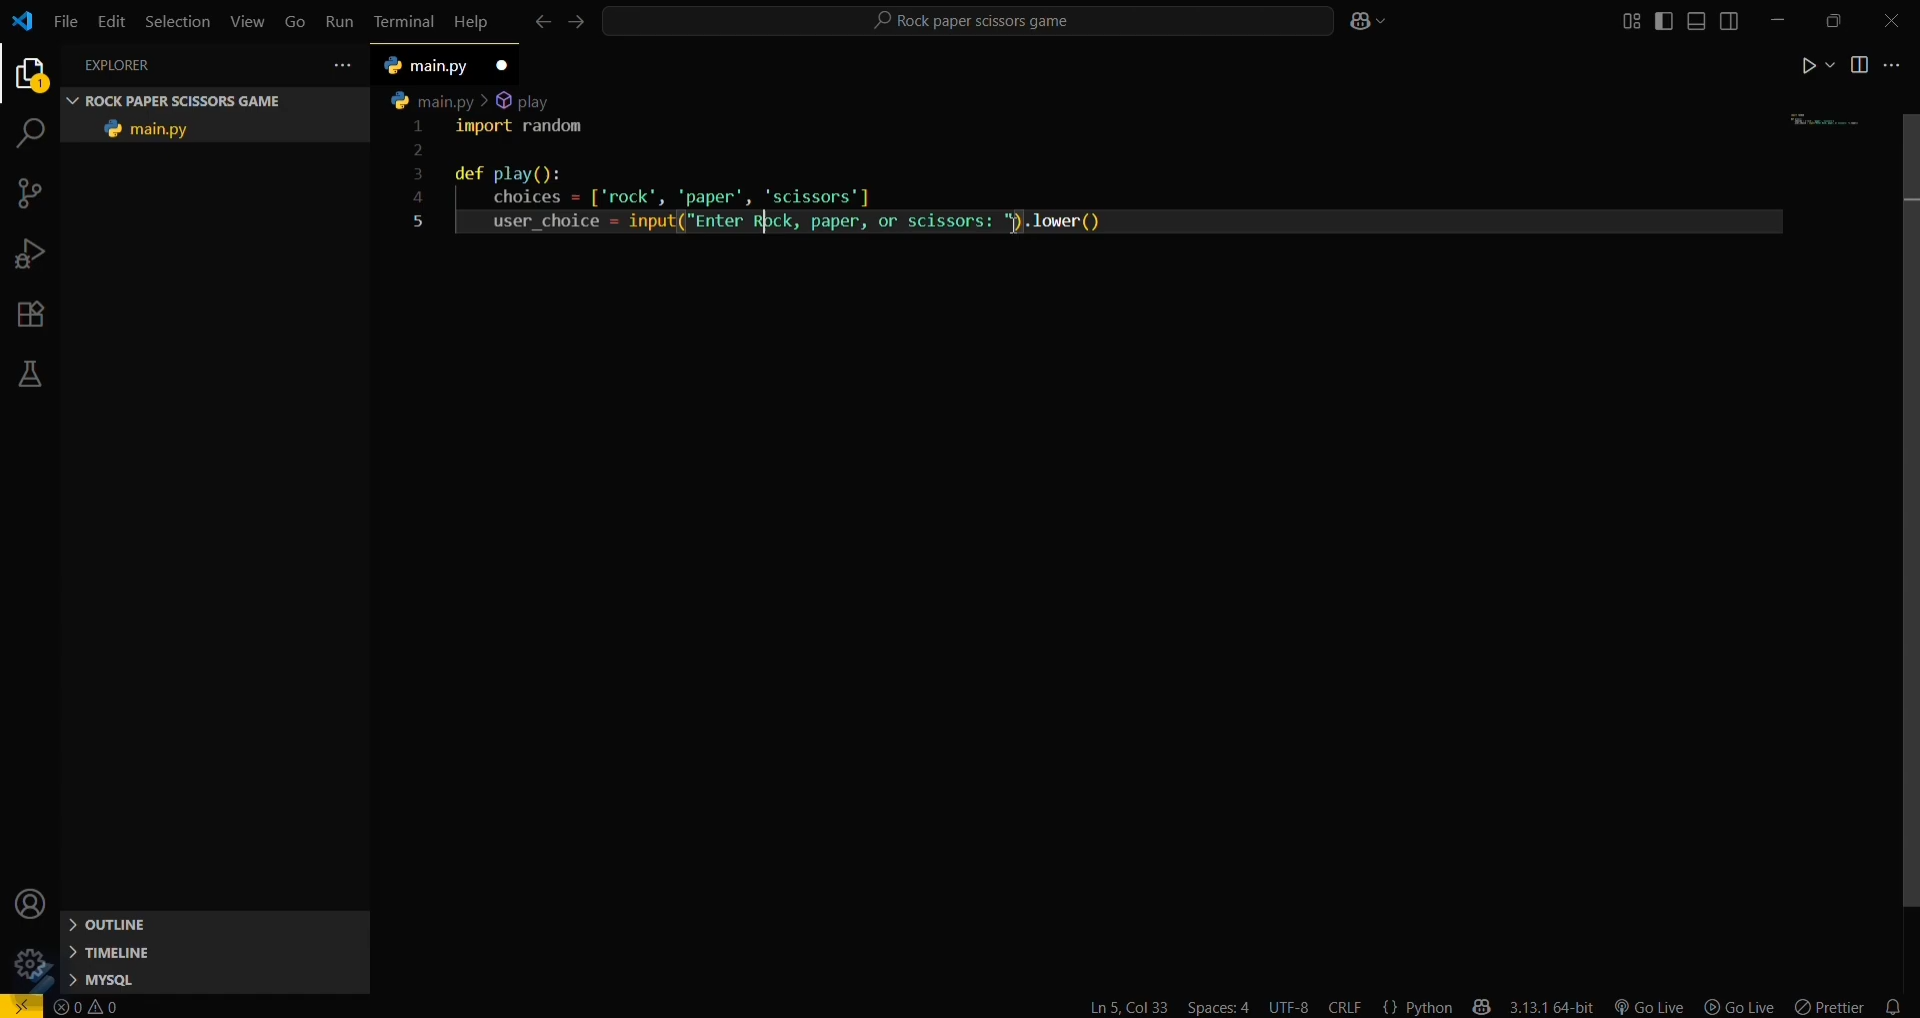 File Edit Selection View Go Run Terminal Help
Rock paper scissors game
EXPLORER
main.py
1
ROCK PAPER SCISSORS GAME
main.py
main.py > play
1 import random
2
3 def play():
4 choices = ['rock', 'paper', 'scissors']
5 user_choice = input("Enter Rock, paper, or scissors: ").lower()
OUTLINE
TIMELINE
MYSQL
0 0
Ln 5, Col 33 Spaces: 4 UTF-8 CRLF {} Python 3.13.1 64-bit Go Live Go Live Prettier